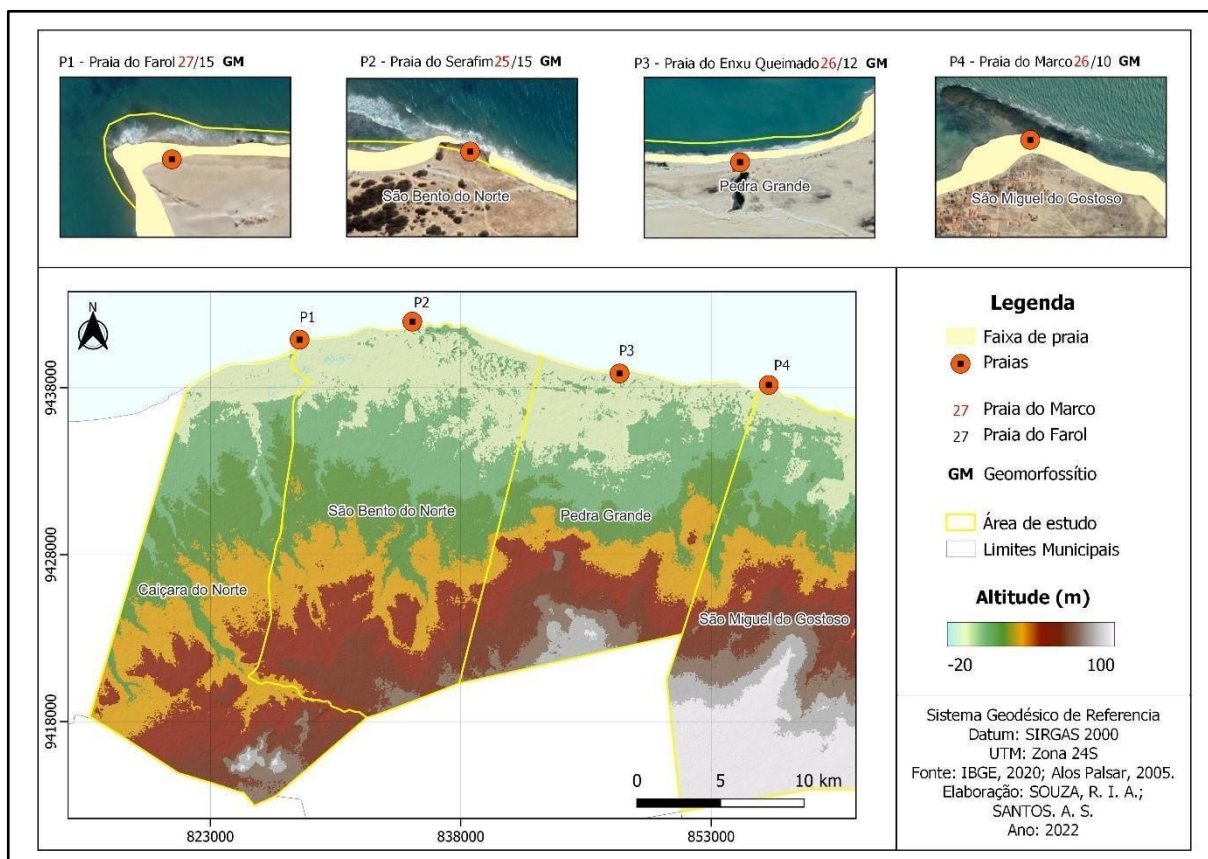 P1 - Praia do Farol 27/15 GM
P2 - Praia do Serafim 25/15 GM
P3 - Praia do Enxu Queimado 26/12 GM
P4 - Praia do Marco 26/10 GM
São Bento do Norte
Pedra Grande
São Miguel do Gostoso
N
P1
P2
P3
P4
9438000
9428000
9418000
São Bento do Norte
Pedra Grande
Caiçara do Norte
São Miguel do Gostoso
0 5 10 km
823000 838000 853000
Legenda
Faixa de praia
Praias
27 Praia do Marco
27 Praia do Farol
GM Geomorfossítio
Área de estudo
Limites Municipais
Altitude (m)
-20 100
Sistema Geodésico de Referencia
Datum: SIRGAS 2000
UTM: Zona 24S
Fonte: IBGE, 2020; Alos Palsar, 2005.
Elaboração: SOUZA, R. I. A.;
SANTOS. A. S.
Ano: 2022